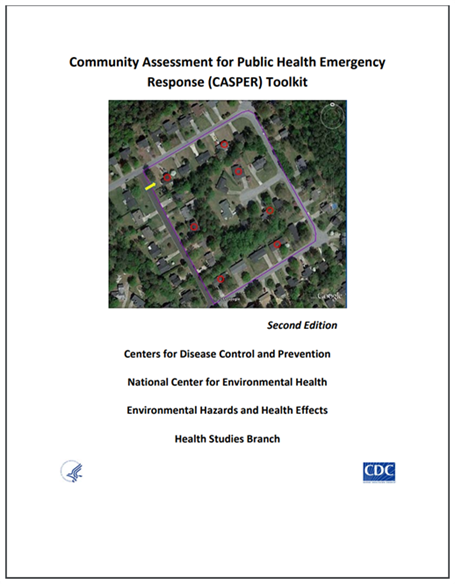 Community Assessment for Public Health Emergency
Response (CASPER) Toolkit
Google
Second Edition
Centers for Disease Control and Prevention
National Center for Environmental Health
Environmental Hazards and Health Effects
Health Studies Branch
CDC